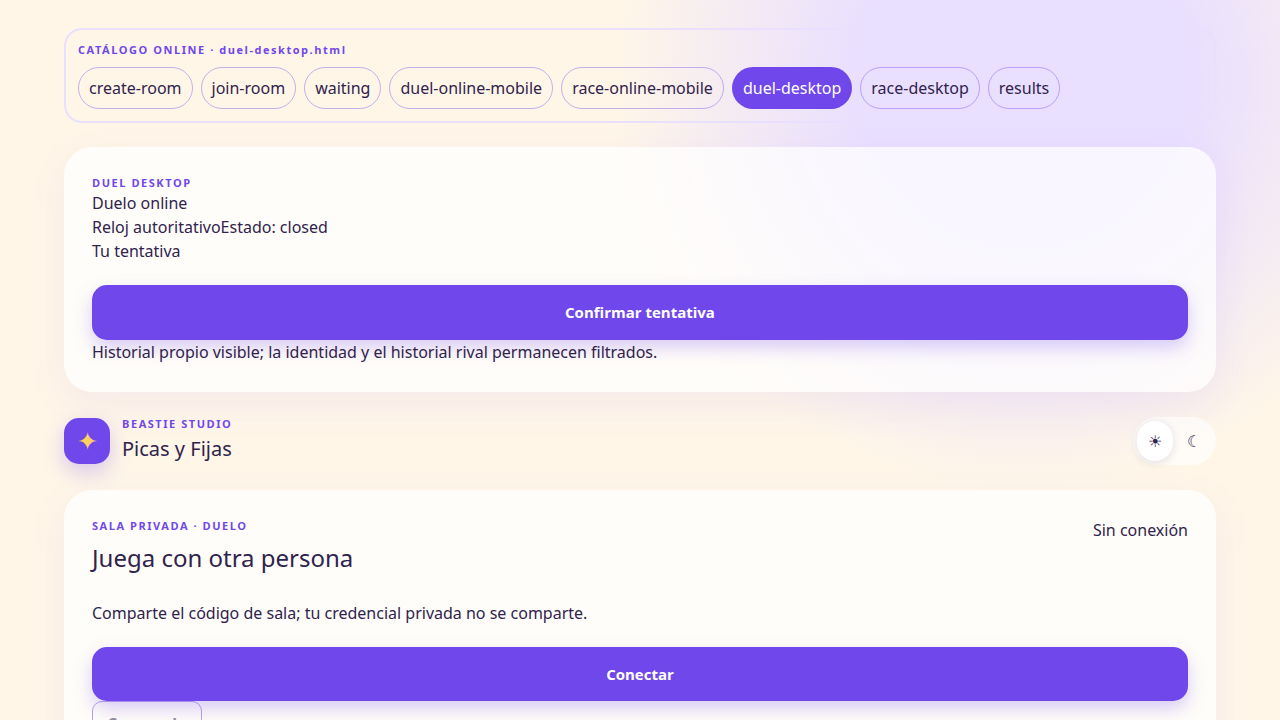 CATÁLOGO ONLINE · duel-desktop.html
create-room join-room waiting duel-online-mobile race-online-mobile duel-desktop race-desktop results
DUEL DESKTOP
Duelo online
Reloj autoritativoEstado: closed
Tu tentativa
Confirmar tentativa
Historial propio visible; la identidad y el historial rival permanecen filtrados.
BEASTIE STUDIO
Picas y Fijas
SALA PRIVADA · DUELO
Sin conexión
Juega con otra persona
Comparte el código de sala; tu credencial privada no se comparte.
Conectar